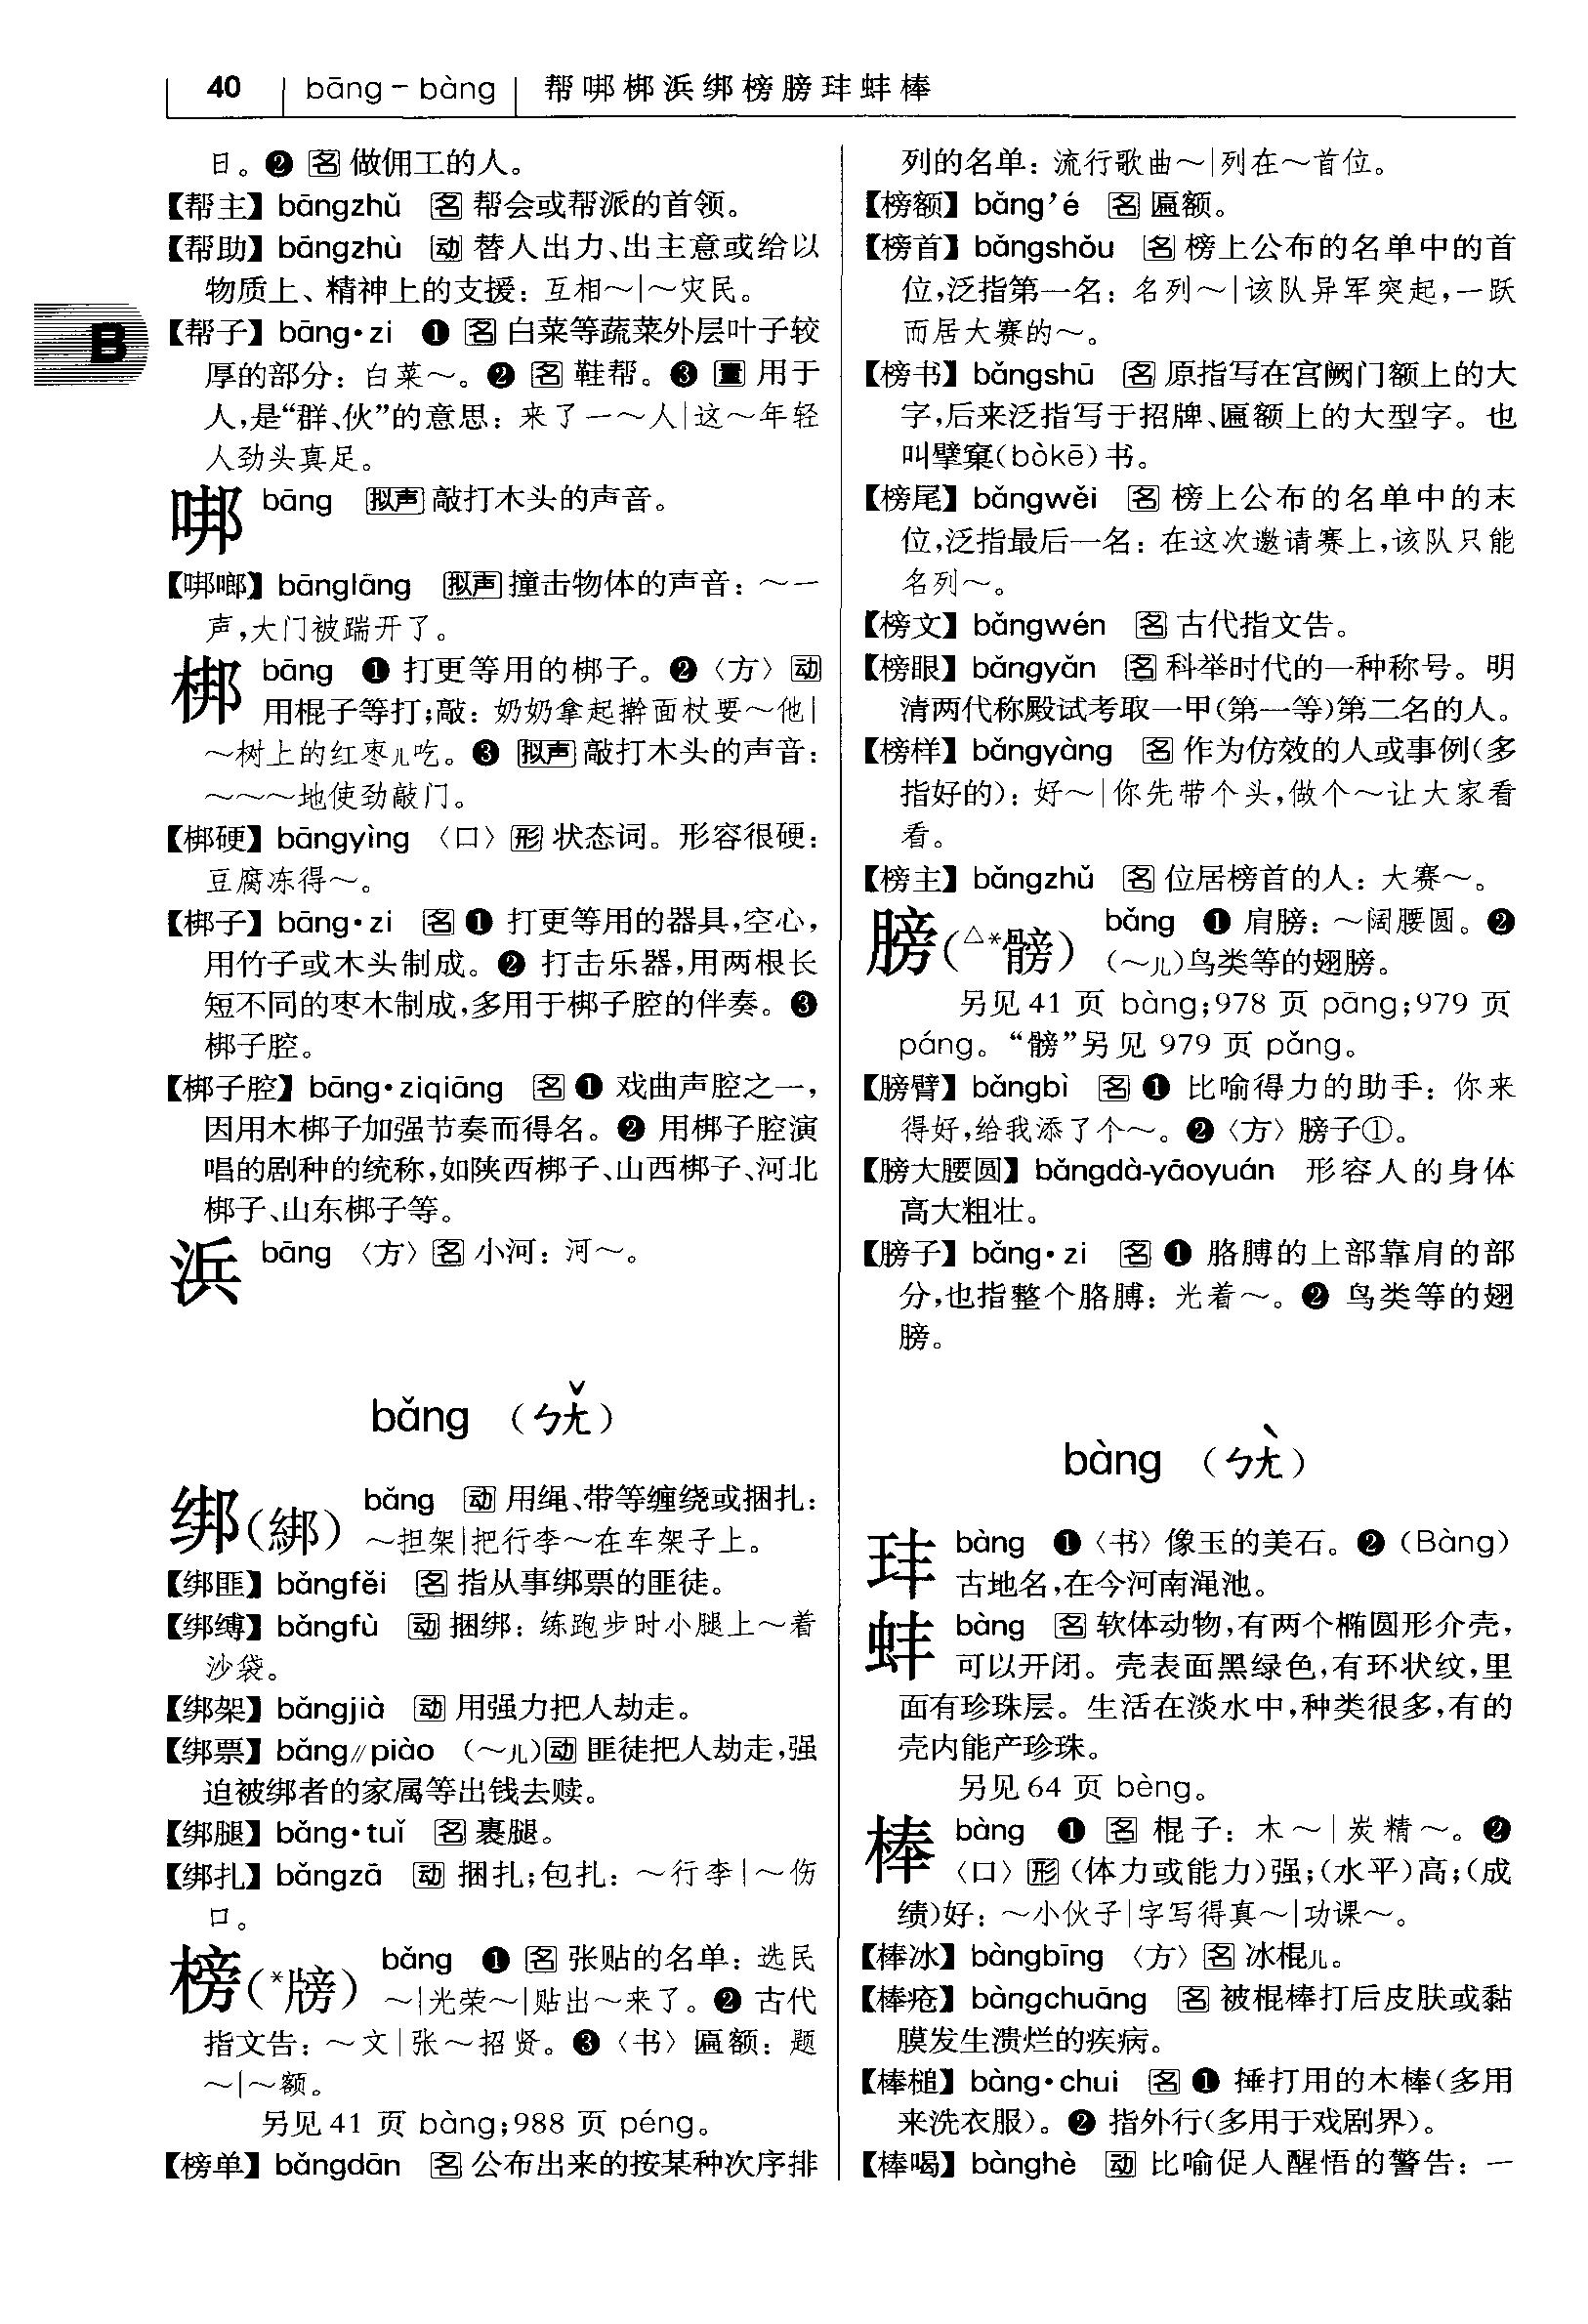 40 bāng－bàng 帮哪梆浜绑榜膀玤蚌棒
日。❷ 名 做佣工的人。
【帮主】bāngzhǔ 名 帮会或帮派的首领。
【帮助】bāngzhù 动 替人出力、出主意或给以
物质上、精神上的支援：互相～|～灾民。
B
【帮子】bāng·zi ❶ 名 白菜等蔬菜外层叶子较
厚的部分：白菜～。❷ 名 鞋帮。❸ 量 用于
人，是“群、伙”的意思：来了一～人|这～年轻
人劲头真足。
哪 bāng 拟声 敲打木头的声音。
【哪啷】bānglāng 拟声 撞击物体的声音：～一
声，大门被踹开了。
梆 bāng ❶ 打更等用的梆子。❷〈方〉动
用棍子等打；敲：奶奶拿起擀面杖要～他|
～树上的红枣儿吃。❸ 拟声 敲打木头的声音：
～～～地使劲敲门。
【梆硬】bāngyìng 〈口〉形 状态词。形容很硬：
豆腐冻得～。
【梆子】bāng·zi 名 ❶ 打更等用的器具，空心，
用竹子或木头制成。❷ 打击乐器，用两根长
短不同的枣木制成，多用于梆子腔的伴奏。❸
梆子腔。
【梆子腔】bāng·ziqiāng 名 ❶ 戏曲声腔之一，
因用木梆子加强节奏而得名。❷ 用梆子腔演
唱的剧种的统称，如陕西梆子、山西梆子、河北
梆子、山东梆子等。
浜 bāng 〈方〉名 小河：河～。
bǎng （ㄅㄤˇ）
绑（綁） bǎng 动 用绳、带等缠绕或捆扎：
～担架|把行李～在车架子上。
【绑匪】bǎngfěi 名 指从事绑票的匪徒。
【绑缚】bǎngfù 动 捆绑：练跑步时小腿上～着
沙袋。
【绑架】bǎngjià 动 用强力把人劫走。
【绑票】bǎng∥piào （～儿）动 匪徒把人劫走，强
迫被绑者的家属等出钱去赎。
【绑腿】bǎng·tuǐ 名 裹腿。
【绑扎】bǎngzā 动 捆扎；包扎：～行李|～伤
口。
榜（*牓） bǎng ❶ 名 张贴的名单：选民
～|光荣～|贴出～来了。❷ 古代
指文告：～文|张～招贤。❸〈书〉匾额：题
～|～额。
另见41 页 bàng；988 页 péng。
【榜单】bǎngdān 名 公布出来的按某种次序排
列的名单：流行歌曲～|列在～首位。
【榜额】bǎng’é 名 匾额。
【榜首】bǎngshǒu 名 榜上公布的名单中的首
位，泛指第一名：名列～|该队异军突起，一跃
而居大赛的～。
【榜书】bǎngshū 名 原指写在宫阙门额上的大
字，后来泛指写于招牌、匾额上的大型字。也
叫擘窠(bòkē)书。
【榜尾】bǎngwěi 名 榜上公布的名单中的末
位，泛指最后一名：在这次邀请赛上，该队只能
名列～。
【榜文】bǎngwén 名 古代指文告。
【榜眼】bǎngyǎn 名 科举时代的一种称号。明
清两代称殿试考取一甲(第一等)第二名的人。
【榜样】bǎngyàng 名 作为仿效的人或事例(多
指好的)：好～|你先带个头，做个～让大家看
看。
【榜主】bǎngzhǔ 名 位居榜首的人：大赛～。
膀（△*髈） bǎng ❶ 肩膀：～阔腰圆。❷
（～儿）鸟类等的翅膀。
另见41 页 bàng；978 页 pāng；979 页
páng。“髈”另见 979 页 pǎng。
【膀臂】bǎngbì 名 ❶ 比喻得力的助手：你来
得好，给我添了个～。❷〈方〉膀子①。
【膀大腰圆】bǎngdà-yāoyuán 形容人的身体
高大粗壮。
【膀子】bǎng·zi 名 ❶ 胳膊的上部靠肩的部
分，也指整个胳膊：光着～。❷ 鸟类等的翅
膀。
bàng （ㄅㄤˋ）
玤 bàng ❶〈书〉像玉的美石。❷（Bàng）
古地名，在今河南渑池。
蚌 bàng 名 软体动物，有两个椭圆形介壳，
可以开闭。壳表面黑绿色，有环状纹，里
面有珍珠层。生活在淡水中，种类很多，有的
壳内能产珍珠。
另见64 页 bèng。
棒 bàng ❶ 名 棍子：木～|炭精～。❷
〈口〉形（体力或能力）强；（水平）高；（成
绩）好：～小伙子|字写得真～|功课～。
【棒冰】bàngbīng 〈方〉名 冰棍儿。
【棒疮】bàngchuāng 名 被棍棒打后皮肤或黏
膜发生溃烂的疾病。
【棒槌】bàng·chui 名 ❶ 捶打用的木棒(多用
来洗衣服)。❷ 指外行(多用于戏剧界)。
【棒喝】bànghè 动 比喻促人醒悟的警告：一